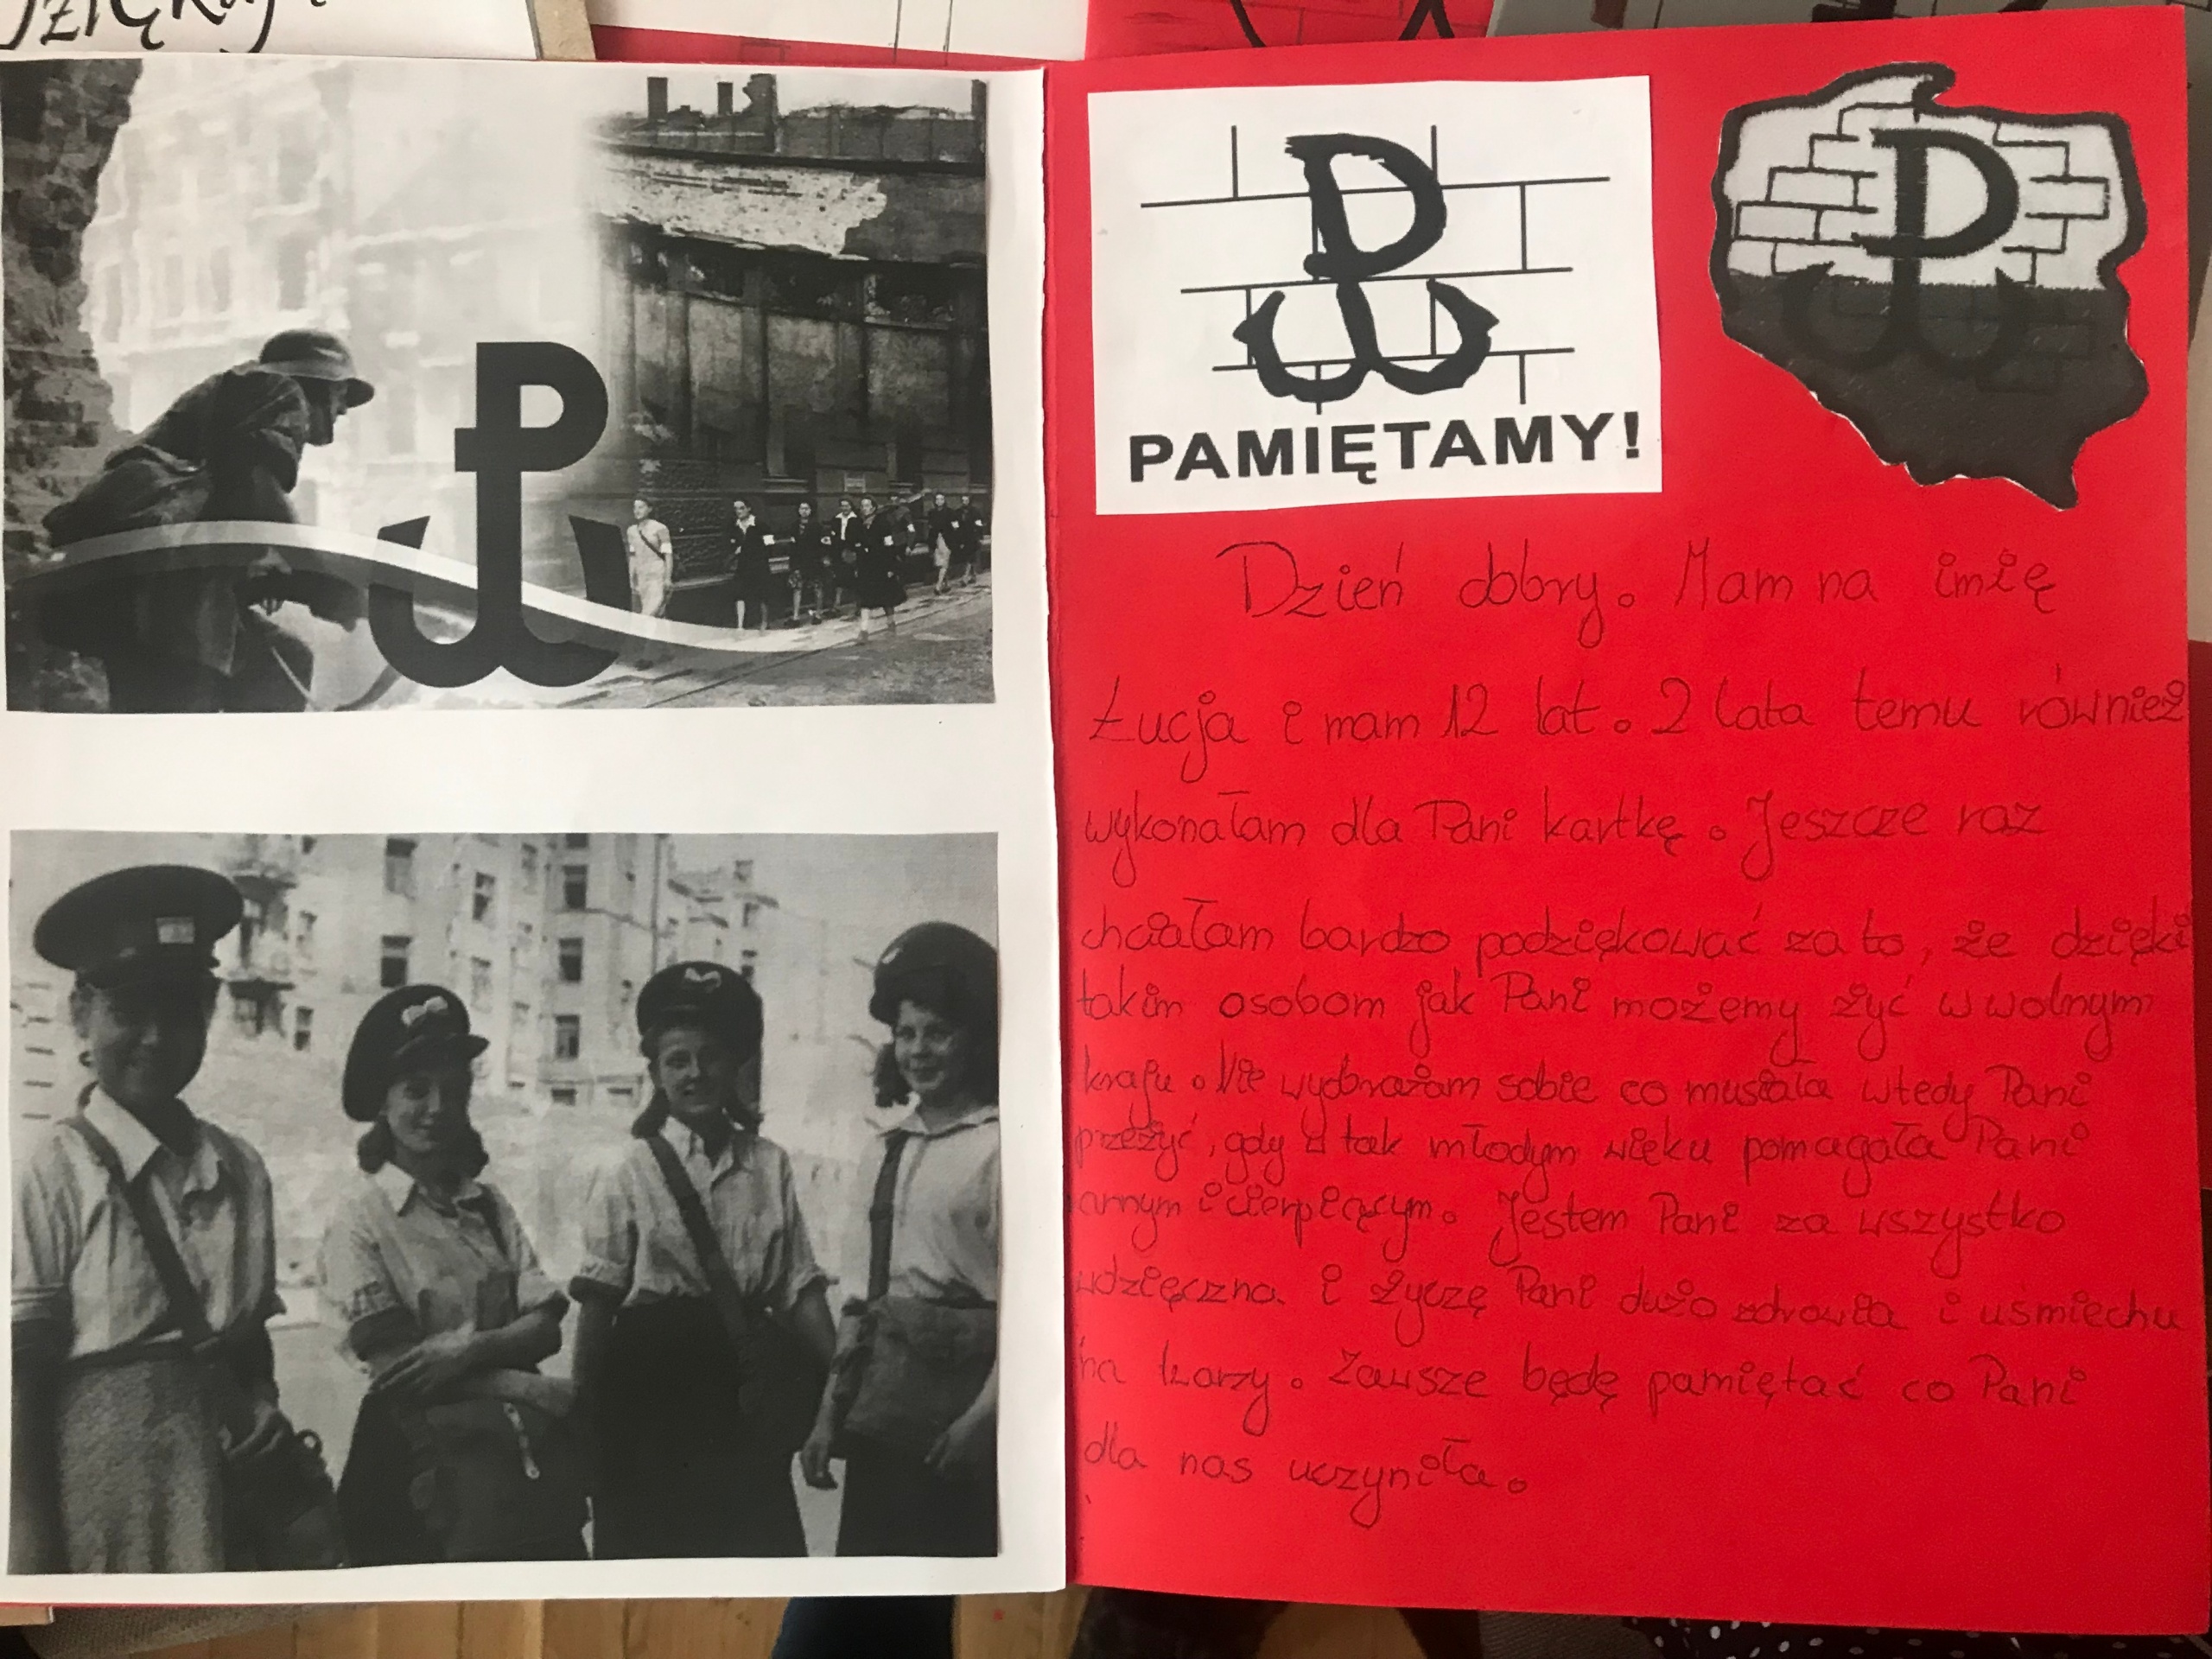 PAMIĘTAMY!
Dzień dobry. Mam na imię
Łucja i mam 12 lat. 2 lata temu również
wykonałam dla Pani kartkę. Jeszcze raz
chciałam bardzo podziękować za to, że dzięki
takim osobom jak Pani możemy żyć w wolnym
kraju. Nie wyobrażam sobie co musiała wtedy Pani
przeżyć, gdy w tak młodym wieku pomagała Pani
i cierpiącym. Jestem Pani za wszystko
wdzięczna i życzę Pani dużo zdrowia i uśmiechu
na twarzy. Zawsze będę pamiętać co Pani
dla nas uczyniła.